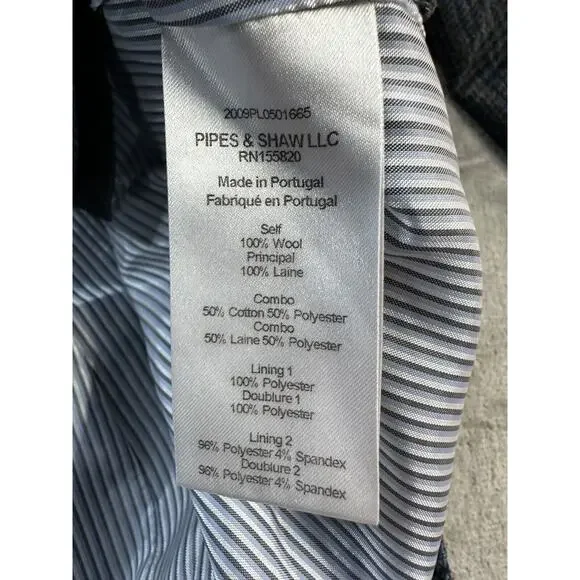 2009PL0501665
PIPES & SHAW LLC
RN155820
Made in Portugal
Fabriqué en Portugal
Self
100% Wool
Principal
100% Laine
Combo
50% Cotton 50% Polyester
Combo
50% Laine 50% Polyester
Lining 1
100% Polyester
Doublure 1
100% Polyester
Lining 2
96% Polyester 4% Spandex
Doublure 2
96% Polyester 4% Spandex